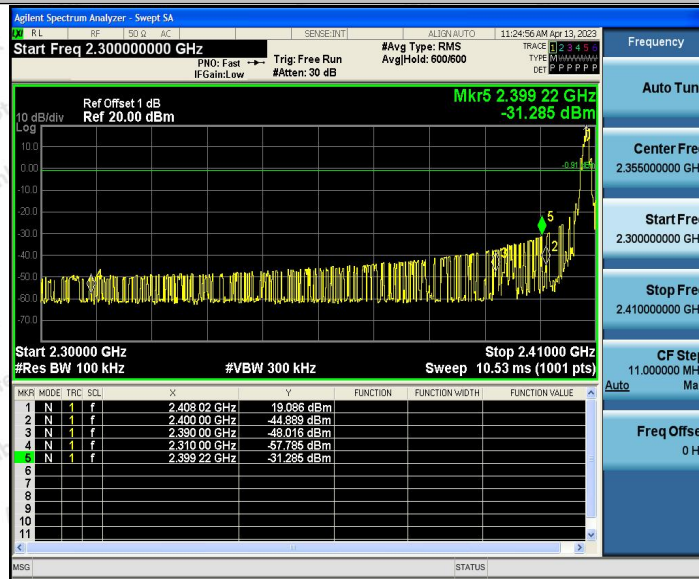 Agilent Spectrum Analyzer - Swept SA
RL RF 50 Ω AC SENSE:INT ALIGN AUTO 11:24:56 AM Apr 13, 2023
Start Freq 2.300000000 GHz
PNO: Fast Trig: Free Run #Avg Type: RMS TRACE 1 2 3 4 5 6
IFGain:Low #Atten: 30 dB Avg|Hold: 600/600 TYPE M
DET P P P P P P
Mkr5 2.399 22 GHz
-31.285 dBm
Ref Offset 1 dB
10 dB/div Ref 20.00 dBm
Log
10.0
0.00
-0.91 dBm
-10.0
-20.0
-30.0
-40.0
-50.0
-60.0
-70.0
5
2
3
4
Start 2.30000 GHz Stop 2.41000 GHz
#Res BW 100 kHz #VBW 300 kHz Sweep 10.53 ms (1001 pts)
MKR MODE TRC SCL X Y FUNCTION FUNCTION WIDTH FUNCTION VALUE
1 N 1 f 2.408 02 GHz 19.086 dBm
2 N 1 f 2.400 00 GHz -44.889 dBm
3 N 1 f 2.390 00 GHz -48.016 dBm
4 N 1 f 2.310 00 GHz -57.785 dBm
5 N 1 f 2.399 22 GHz -31.285 dBm
6
7
8
9
10
11
MSG STATUS
Frequency
Auto Tun
Center Fre
2.355000000 GH
Start Fre
2.300000000 GH
Stop Fre
2.410000000 GH
CF Step
11.000000 MH
Auto Ma
Freq Offse
0 H